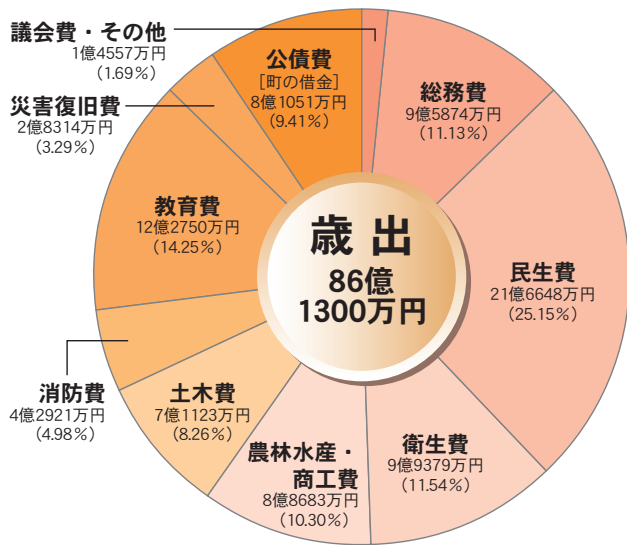 議会費・その他
1億4557万円
(1.69%)
総務費
9億5874万円
(11.13%)
民生費
21億6648万円
(25.15%)
衛生費
9億9379万円
(11.54%)
農林水産・
商工費
8億8683万円
(10.30%)
土木費
7億1123万円
(8.26%)
消防費
4億2921万円
(4.98%)
教育費
12億2750万円
(14.25%)
災害復旧費
2億8314万円
(3.29%)
公債費
[町の借金]
8億1051万円
(9.41%)
歳出
86億
1300万円